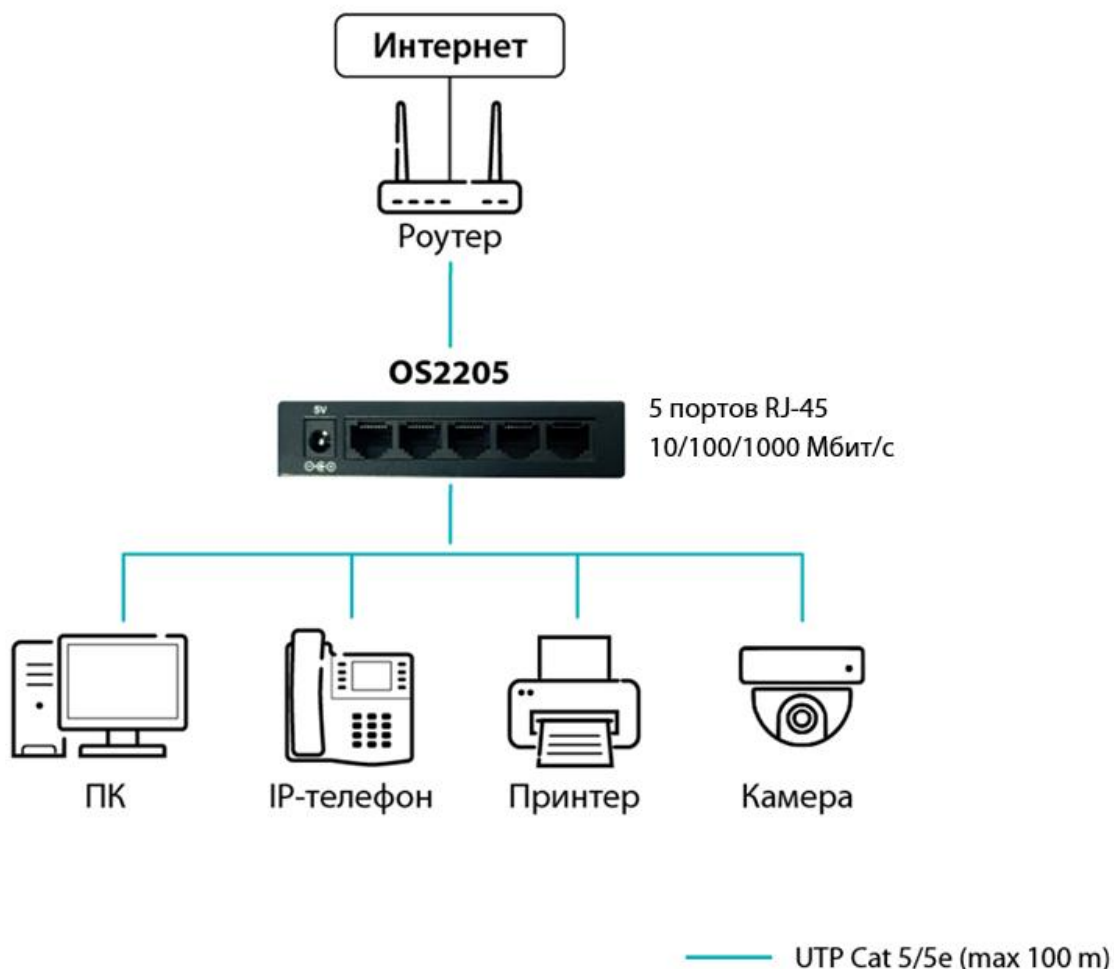 Интернет
Роутер
OS2205
5V
5 портов RJ-45
10/100/1000 Мбит/с
ПК
IP-телефон
Принтер
Камера
UTP Cat 5/5e (max 100 m)